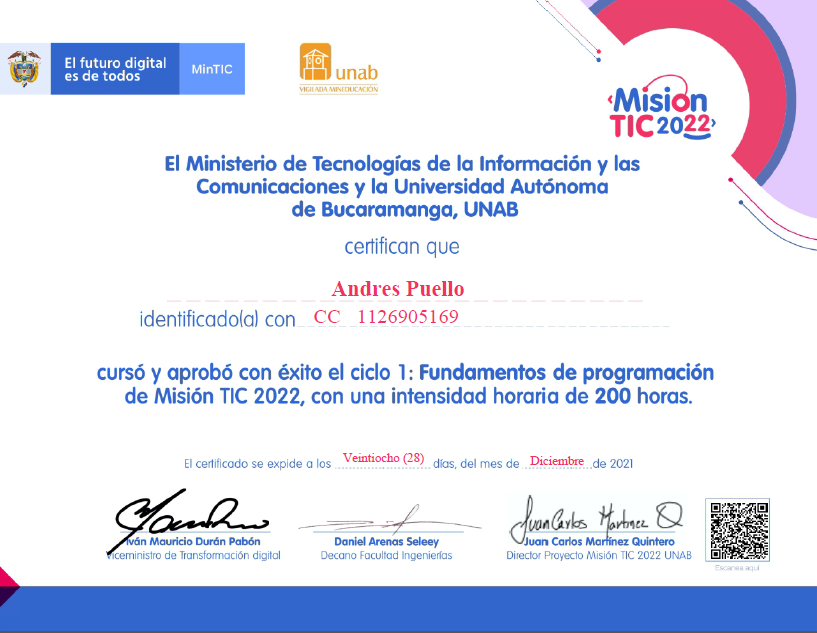 El futuro digital
es de todos
MinTIC
unab
VIGILADA MINEDUCACIÓN
Misión
TIC 2022
El Ministerio de Tecnologías de la Información y las
Comunicaciones y la Universidad Autónoma
de Bucaramanga, UNAB
certifican que
Andres Puello
identificado(a) con CC 1126905169
cursó y aprobó con éxito el ciclo 1: Fundamentos de programación
de Misión TIC 2022, con una intensidad horaria de 200 horas.
El certificado se expide a los Veintiocho (28) días, del mes de Diciembre de 2021
Juan Carlos Martinez Q
Iván Mauricio Durán Pabón
Viceministro de Transformación digital
Daniel Arenas Seleey
Decano Facultad Ingenierías
Juan Carlos Martínez Quintero
Director Proyecto Misión TIC 2022 UNAB
Escanea aquí